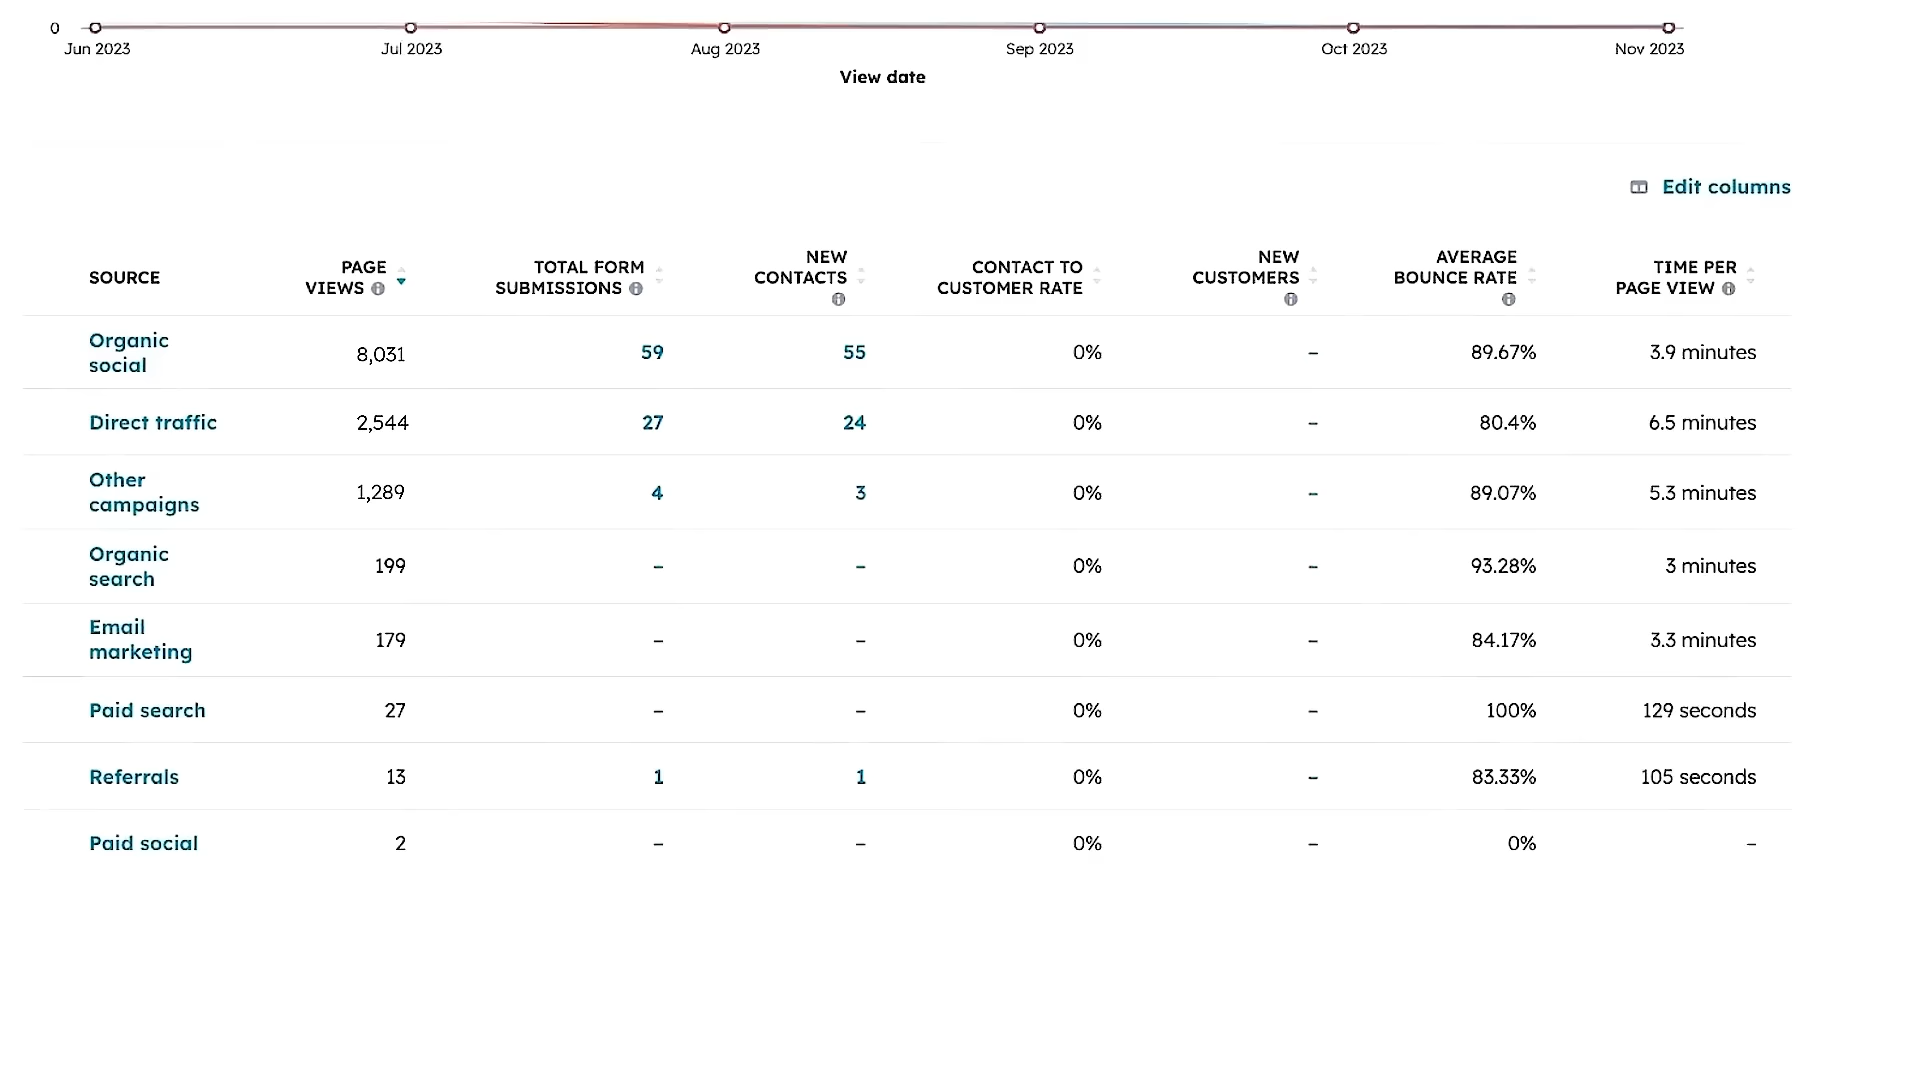 0
Jun 2023 Jul 2023 Aug 2023 Sep 2023 Oct 2023 Nov 2023
View date
Edit columns
SOURCE PAGE VIEWS TOTAL FORM SUBMISSIONS NEW CONTACTS CONTACT TO CUSTOMER RATE NEW CUSTOMERS AVERAGE BOUNCE RATE TIME PER PAGE VIEW
Organic social 8,031 59 55 0% – 89.67% 3.9 minutes
Direct traffic 2,544 27 24 0% – 80.4% 6.5 minutes
Other campaigns 1,289 4 3 0% – 89.07% 5.3 minutes
Organic search 199 – – 0% – 93.28% 3 minutes
Email marketing 179 – – 0% – 84.17% 3.3 minutes
Paid search 27 – – 0% – 100% 129 seconds
Referrals 13 1 1 0% – 83.33% 105 seconds
Paid social 2 – – 0% – 0% –